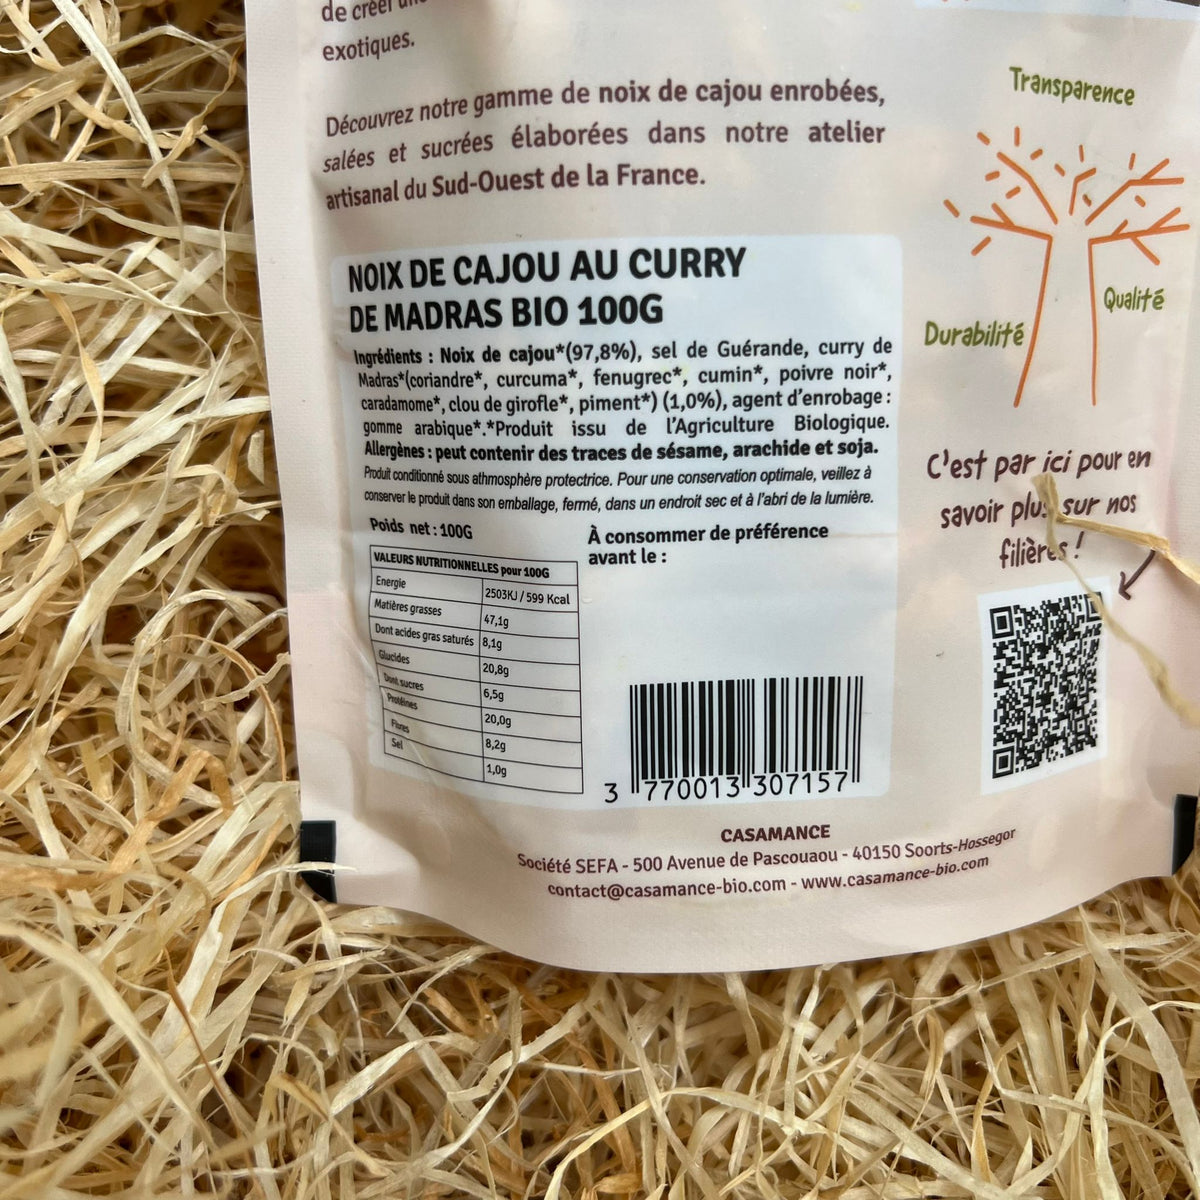 de créer une
exotiques.
Découvrez notre gamme de noix de cajou enrobées,
salées et sucrées élaborées dans notre atelier
artisanal du Sud-Ouest de la France.
NOIX DE CAJOU AU CURRY
DE MADRAS BIO 100G
Ingrédients : Noix de cajou*(97,8%), sel de Guérande, curry de
Madras*(coriandre*, curcuma*, fenugrec*, cumin*, poivre noir*,
caradamome*, clou de girofle*, piment*) (1,0%), agent d'enrobage :
gomme arabique*.*Produit issu de l'Agriculture Biologique.
Allergènes : peut contenir des traces de sésame, arachide et soja.
Produit conditionné sous athmosphère protectrice. Pour une conservation optimale, veillez à
conserver le produit dans son emballage, fermé, dans un endroit sec et à l'abri de la lumière.
Poids net : 100G
À consommer de préférence
avant le :
VALEURS NUTRITIONNELLES pour 100G
Energie 2503KJ / 599 Kcal
Matières grasses 47,1g
Dont acides gras saturés 8,1g
Glucides 20,8g
Dont sucres 6,5g
Protéines 20,0g
Fibres 8,2g
Sel 1,0g
3 770013 307157
CASAMANCE
Société SEFA - 500 Avenue de Pascouaou - 40150 Soorts-Hossegor
contact@casamance-bio.com - www.casamance-bio.com
Transparence
Qualité
Durabilité
C'est par ici pour en
savoir plus sur nos
filières !